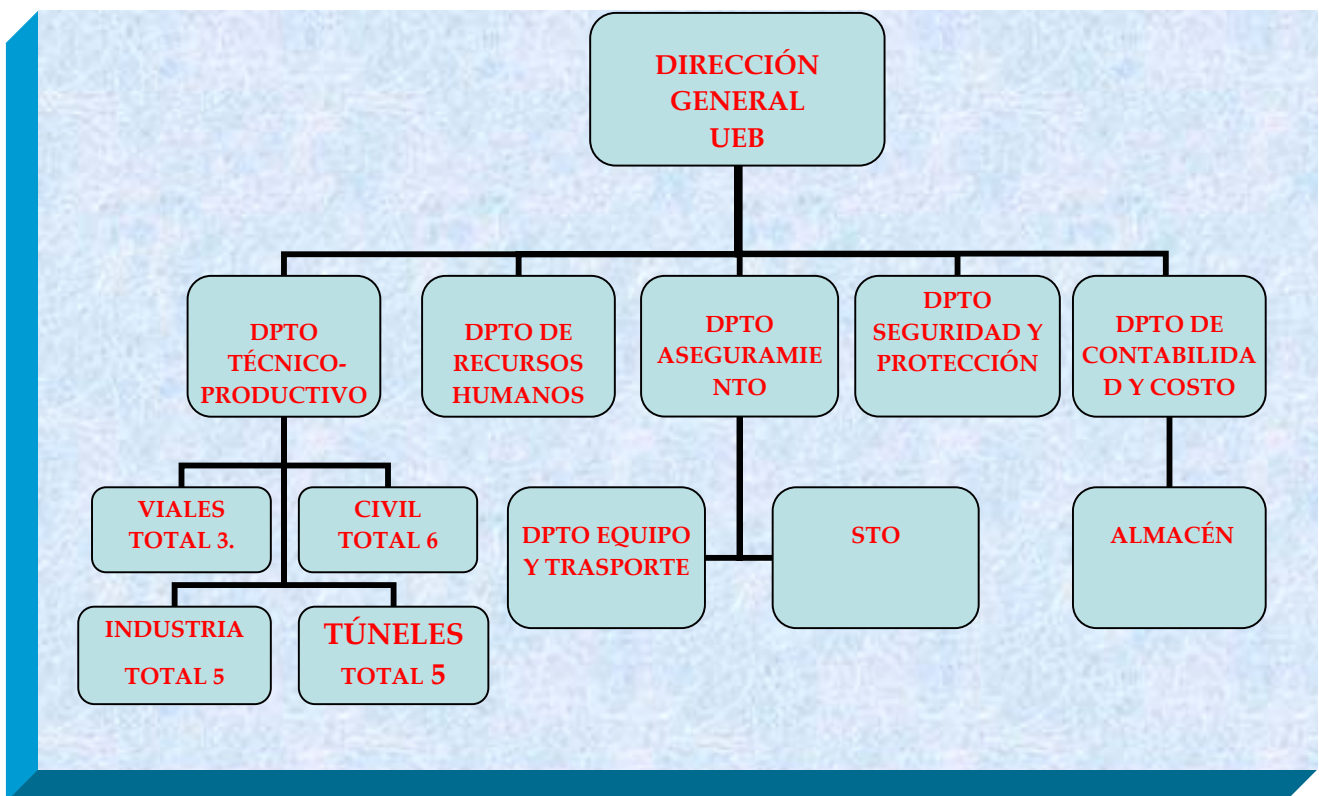 DIRECCIÓN
GENERAL
UEB
DPTO
TÉCNICO-
PRODUCTIVO
DPTO DE
RECURSOS
HUMANOS
DPTO
ASEGURAMIE
NTO
DPTO
SEGURIDAD Y
PROTECCIÓN
DPTO DE
CONTABILIDA
D Y COSTO
VIALES
TOTAL 3.
CIVIL
TOTAL 6
DPTO EQUIPO
Y TRASPORTE
STO
ALMACÉN
INDUSTRIA
TOTAL 5
TÚNELES
TOTAL 5